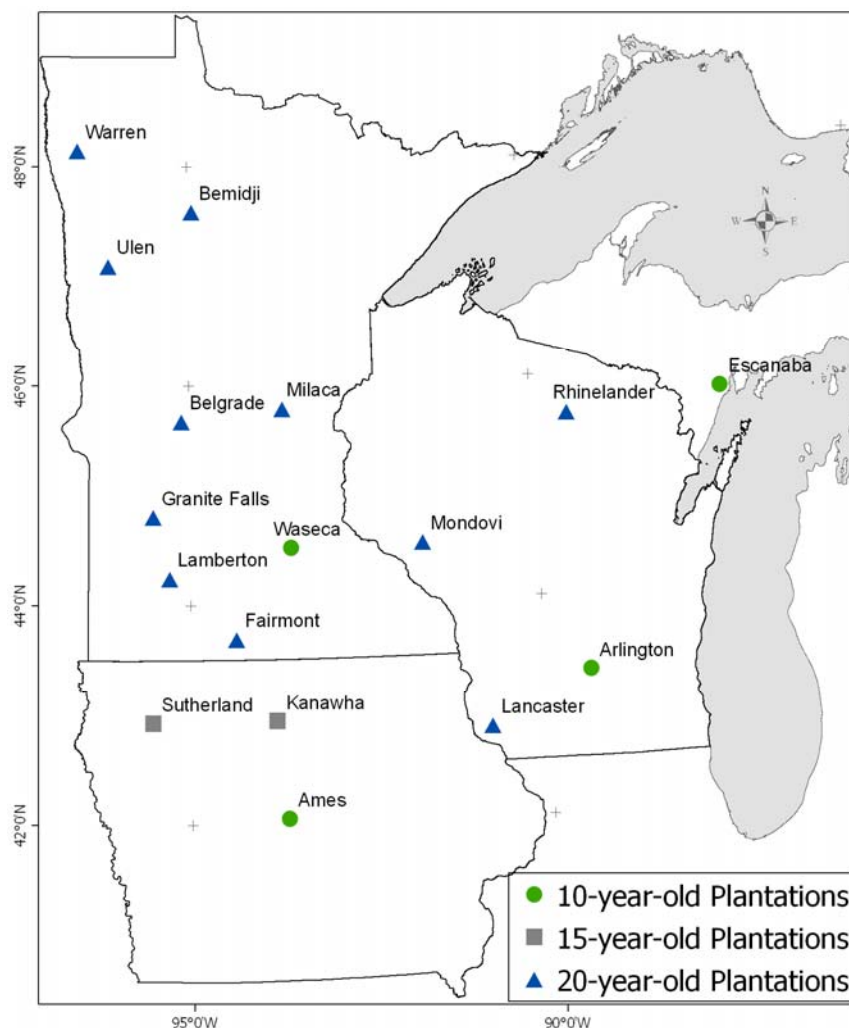 Warren
Bemidji
Ulen
48°0'N
N
W E
S
Escanaba
46°0'N
Belgrade
Milaca
Rhinelander
Granite Falls
Waseca
Mondovi
Lamberton
44°0'N
Fairmont
Arlington
Sutherland
Kanawha
Lancaster
Ames
42°0'N
10-year-old Plantations
15-year-old Plantations
20-year-old Plantations
95°0'W
90°0'W